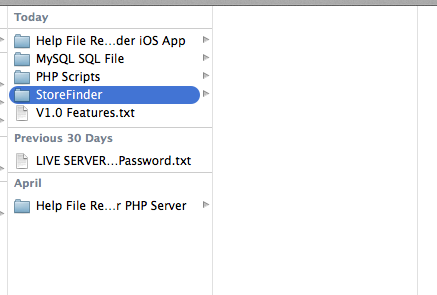 Today
Help File Re...der iOS App
MySQL SQL File
PHP Scripts
StoreFinder
V1.0 Features.txt
Previous 30 Days
LIVE SERVER...Password.txt
April
Help File Re...r PHP Server